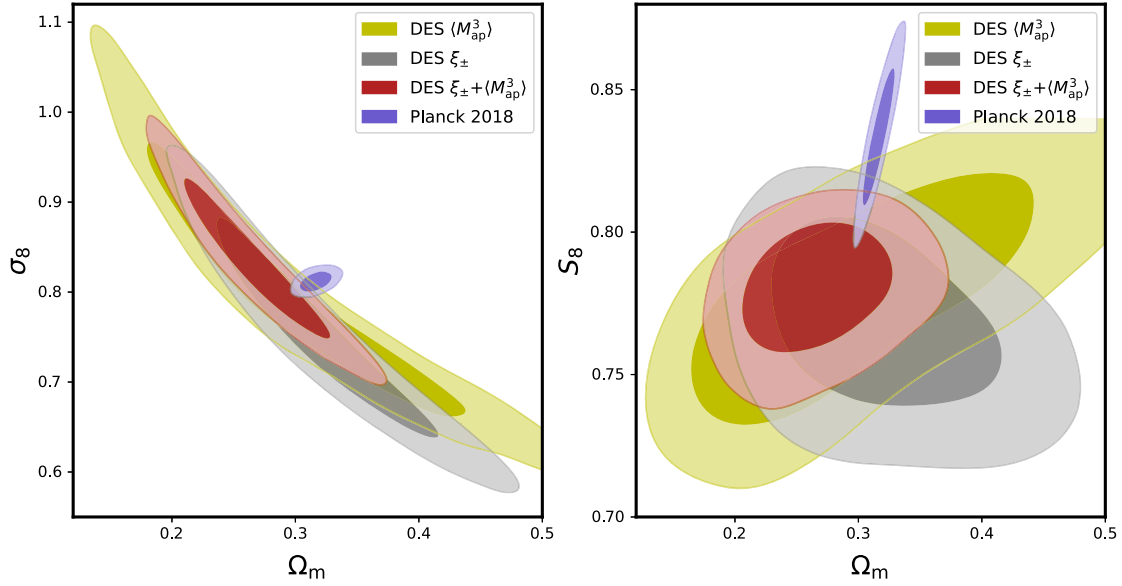 1.1
1.0
0.9
0.8
0.7
0.6
σ₈
0.2
0.3
0.4
0.5
Ωₘ
DES ⟨M³ₐₚ⟩
DES ξ±
DES ξ±+⟨M³ₐₚ⟩
Planck 2018
0.85
0.80
0.75
0.70
S₈
0.2
0.3
0.4
0.5
Ωₘ
DES ⟨M³ₐₚ⟩
DES ξ±
DES ξ±+⟨M³ₐₚ⟩
Planck 2018